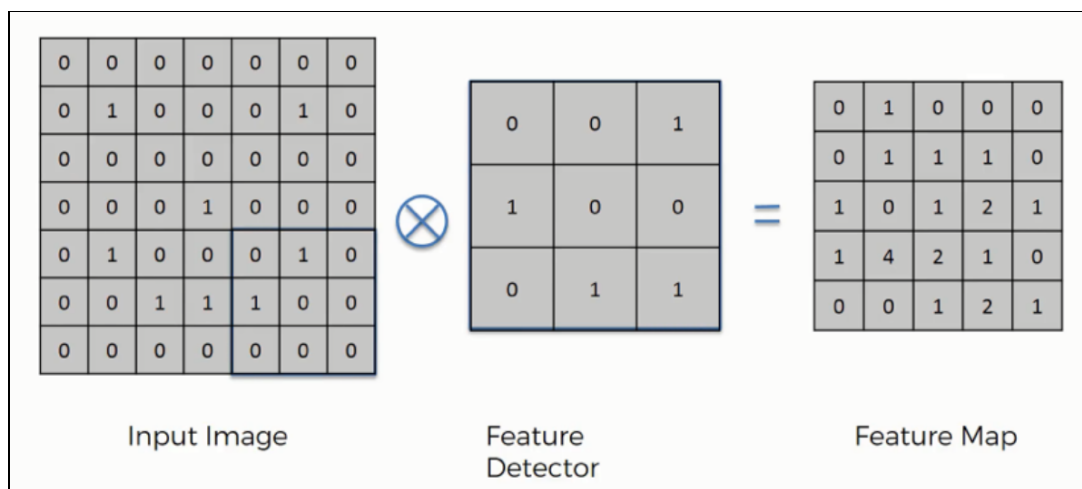 0 0 0 0 0 0 0
0 1 0 0 0 1 0
0 0 0 0 0 0 0
0 0 0 1 0 0 0
0 1 0 0 0 1 0
0 0 1 1 1 0 0
0 0 0 0 0 0 0
Input Image
0 0 1
1 0 0
0 1 1
Feature
Detector
=
0 1 0 0 0
0 1 1 1 0
1 0 1 2 1
1 4 2 1 0
0 0 1 2 1
Feature Map